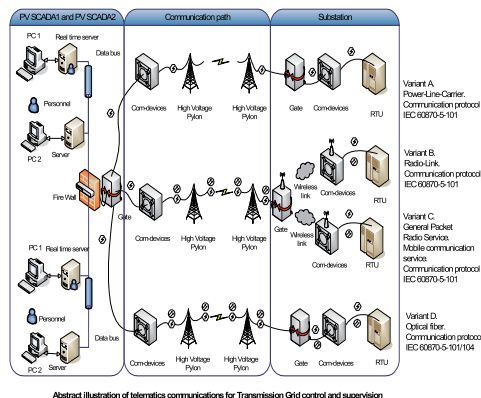 PV SCADA1 and PV SCADA2
Communication path
Substation
PC 1
Real time server
Data bus
Personnel
PC 2
Server
Com-devices
High Voltage
Pylon
High Voltage
Pylon
Gate
Com-devices
RTU
Variant A.
Power-Line-Carrier.
Communication protocol
IEC 60870-5-101
Fire Wall
Gate
Com-devices
High Voltage
Pylon
High Voltage
Pylon
Gate
Wireless
link
Com-devices
RTU
Variant B.
Radio-Link.
Communication protocol
IEC 60870-5-101
Wireless
link
Com-devices
RTU
Variant C.
General Packet
Radio Service.
Mobile communication
service.
Communication protocol
IEC 60870-5-101
PC 1
Real time server
Personnel
Data bus
PC 2
Server
Com-devices
High Voltage
Pylon
High Voltage
Pylon
Gate
Com-devices
RTU
Variant D.
Optical fiber.
Communication protoco
IEC 60870-5-101/104
Abstract illustration of telematics communications for Transmission Grid control and supervision